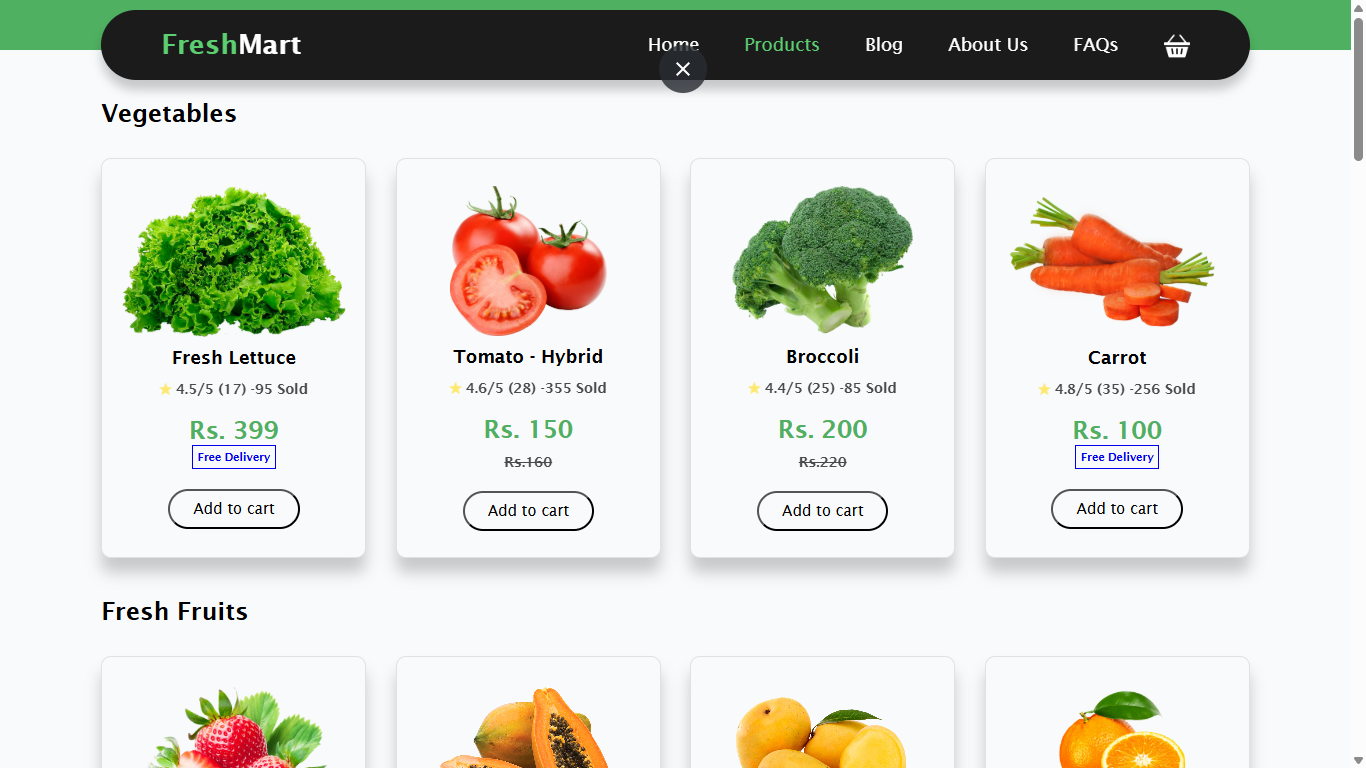 FreshMart Home Products Blog About Us FAQs
Vegetables
Fresh Lettuce
4.5/5 (17) -95 Sold
Rs. 399
Free Delivery
Add to cart
Tomato - Hybrid
4.6/5 (28) -355 Sold
Rs. 150
Rs.160
Add to cart
Broccoli
4.4/5 (25) -85 Sold
Rs. 200
Rs.220
Add to cart
Carrot
4.8/5 (35) -256 Sold
Rs. 100
Free Delivery
Add to cart
Fresh Fruits